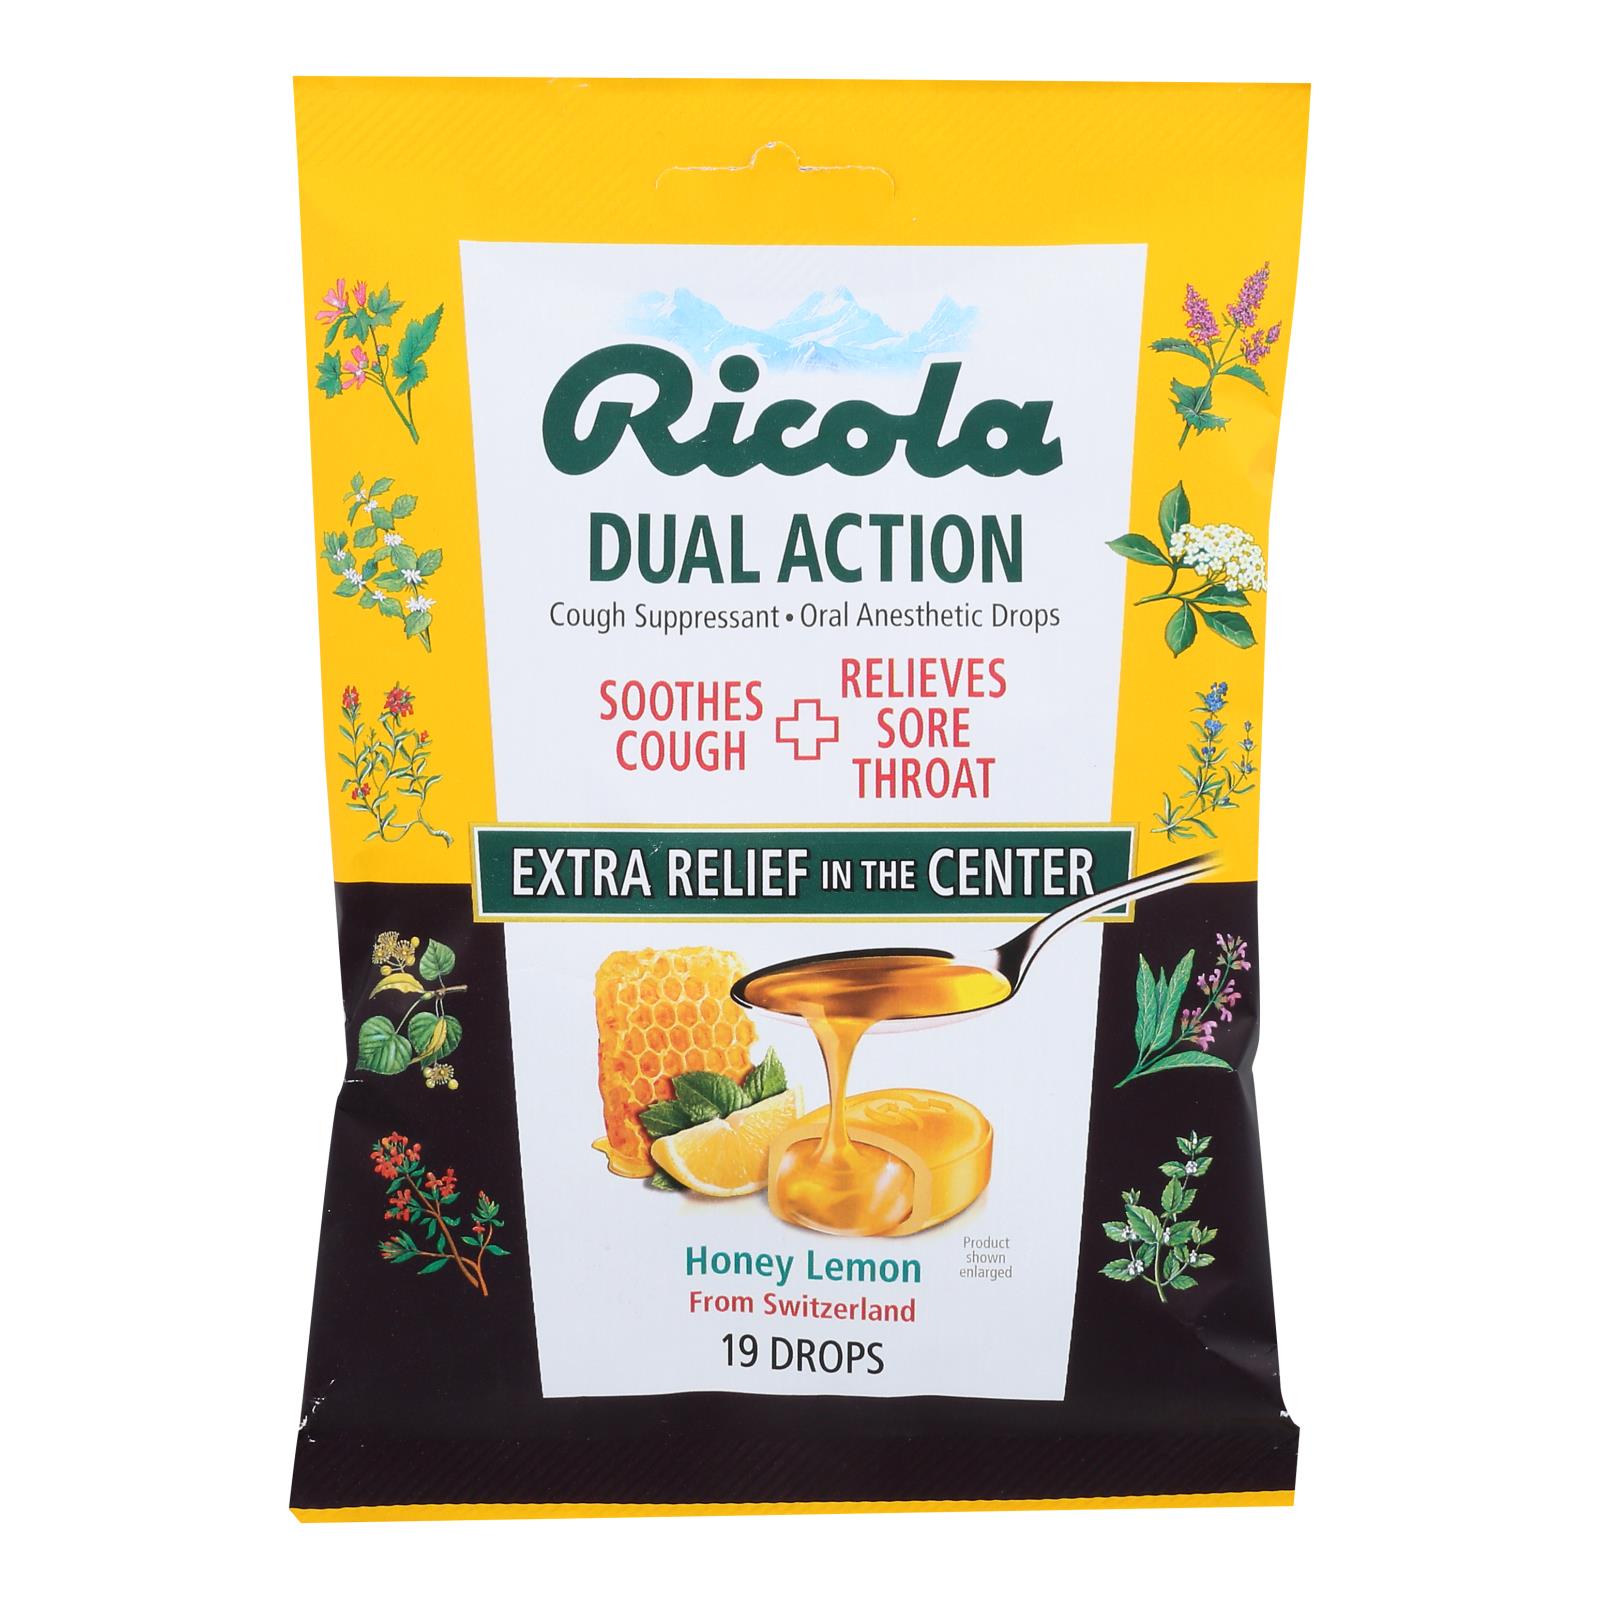 Ricola
DUAL ACTION
Cough Suppressant • Oral Anesthetic Drops
SOOTHES
COUGH
RELIEVES
SORE
THROAT
EXTRA RELIEF IN THE CENTER
Honey Lemon
From Switzerland
19 DROPS
Product
shown
enlarged